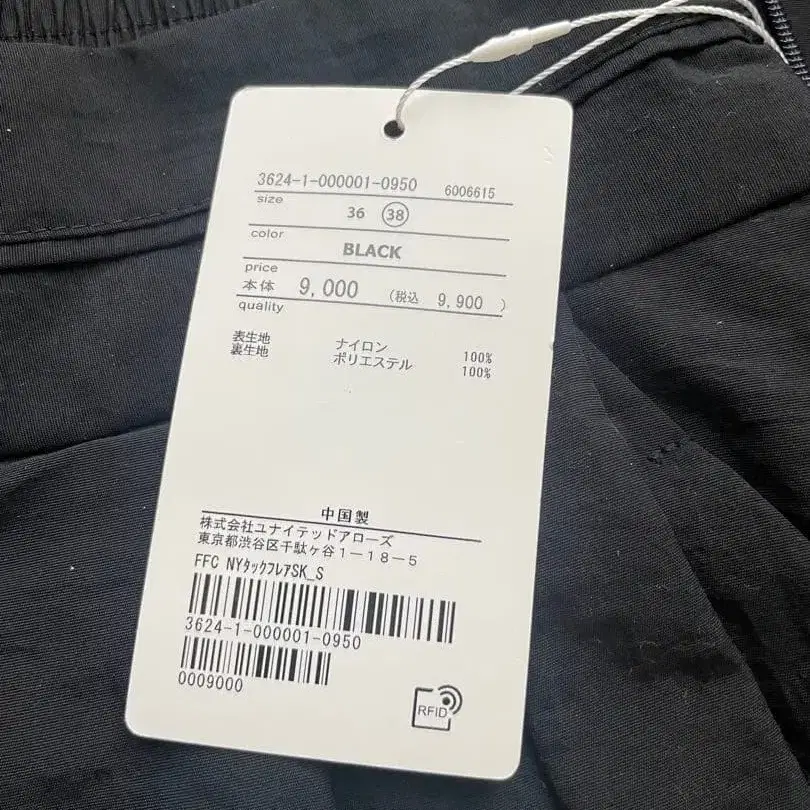 3624-1-000001-0950 6006615
size
36 38
color
BLACK
price
本体 9,000 (税込 9,900 )
quality
表生地 ナイロン 100%
裏生地 ポリエステル 100%
中国製
株式会社ユナイテッドアローズ
東京都渋谷区千駄ヶ谷1-18-5
FFC NYタックフレアSK_S
3624-1-000001-0950
0009000
RFID